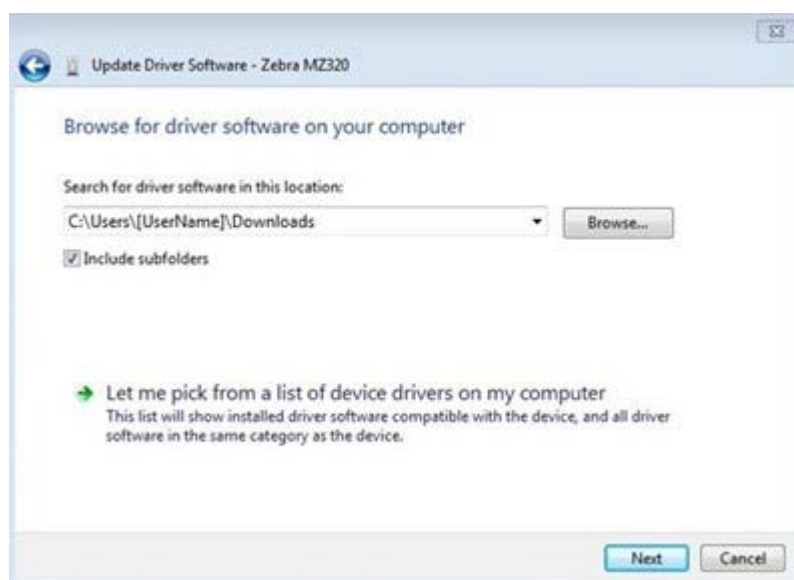 Update Driver Software - Zebra MZ320
Browse for driver software on your computer
Search for driver software in this location:
C:\Users\[UserName]\Downloads
Browse...
Include subfolders
Let me pick from a list of device drivers on my computer
This list will show installed driver software compatible with the device, and all driver
software in the same category as the device.
Next
Cancel